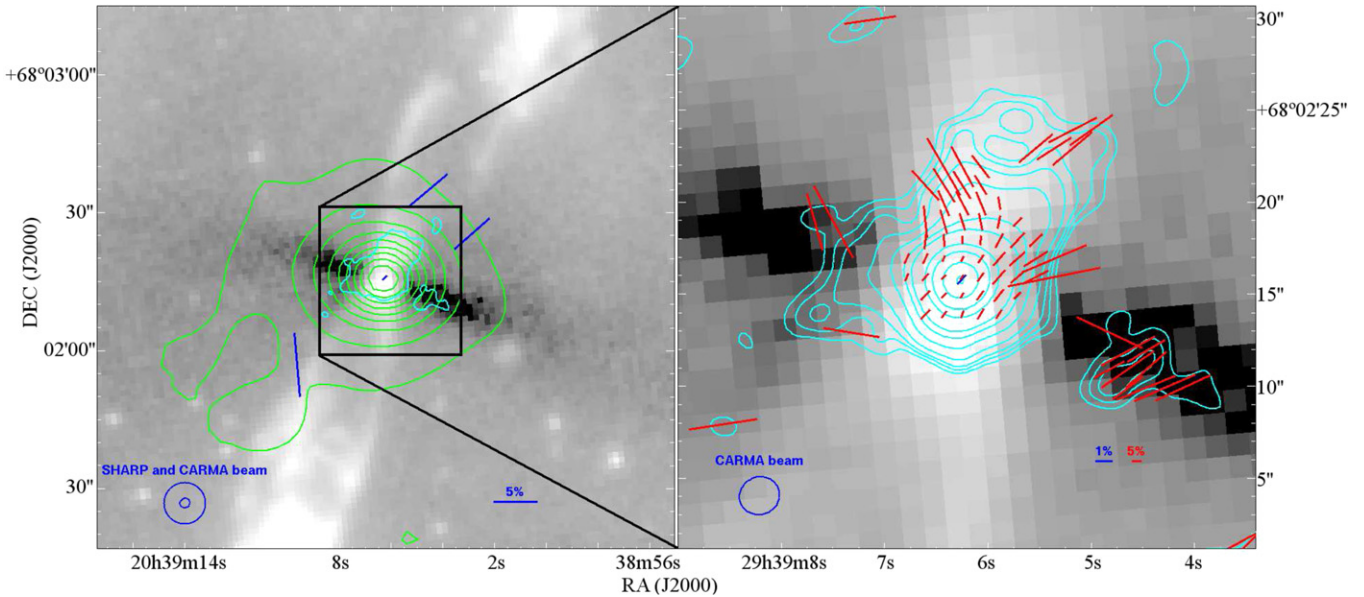 30"
+68°03'00"
+68°02'25"
30"
20"
DEC (J2000)
15"
02'00"
10"
SHARP and CARMA beam
CARMA beam
1% 5%
5"
30"
5%
20h39m14s 8s 2s 38m56s 29h39m8s 7s 6s 5s 4s
RA (J2000)